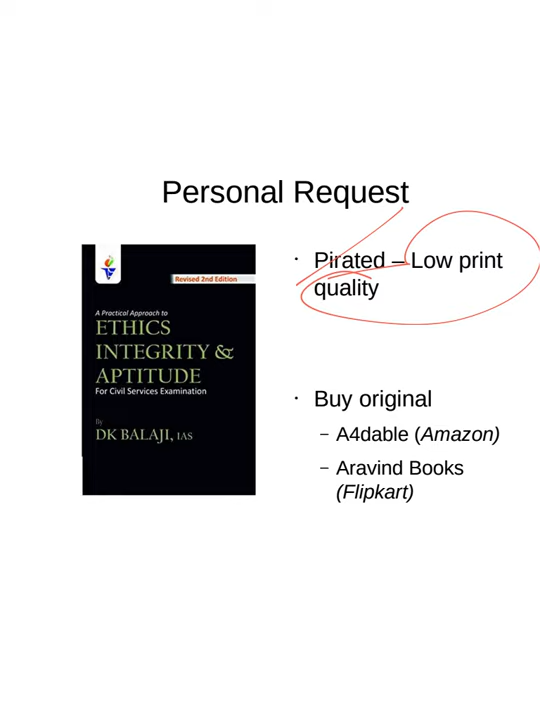 Personal Request
Revised 2nd Edition
A Practical Approach to
ETHICS
INTEGRITY &
APTITUDE
For Civil Services Examination
By
DK BALAJI, IAS
• Pirated – Low print
quality
• Buy original
– A4dable (Amazon)
– Aravind Books
(Flipkart)